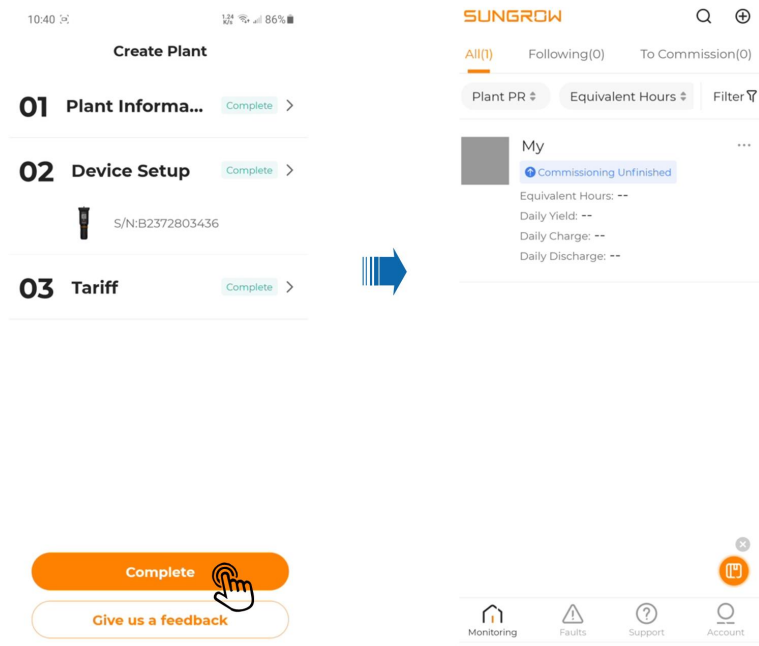 10:40
1.24
K/s
86%
Create Plant
01 Plant Informa... Complete
02 Device Setup Complete
S/N:B2372803436
03 Tariff Complete
Complete
Give us a feedback
SUNGROW
All(1) Following(0) To Commission(0)
Plant PR Equivalent Hours Filter
My
Commissioning Unfinished
Equivalent Hours: --
Daily Yield: --
Daily Charge: --
Daily Discharge: --
Monitoring Faults Support Account